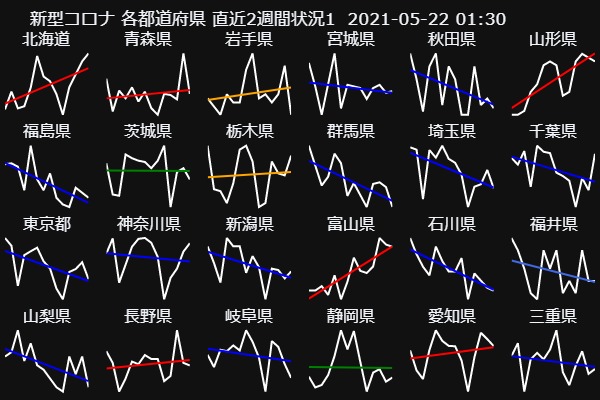 新型コロナ 各都道府県 直近2週間状況1 2021-05-22 01:30
北海道 青森県 岩手県 宮城県 秋田県 山形県
福島県 茨城県 栃木県 群馬県 埼玉県 千葉県
東京都 神奈川県 新潟県 富山県 石川県 福井県
山梨県 長野県 岐阜県 静岡県 愛知県 三重県